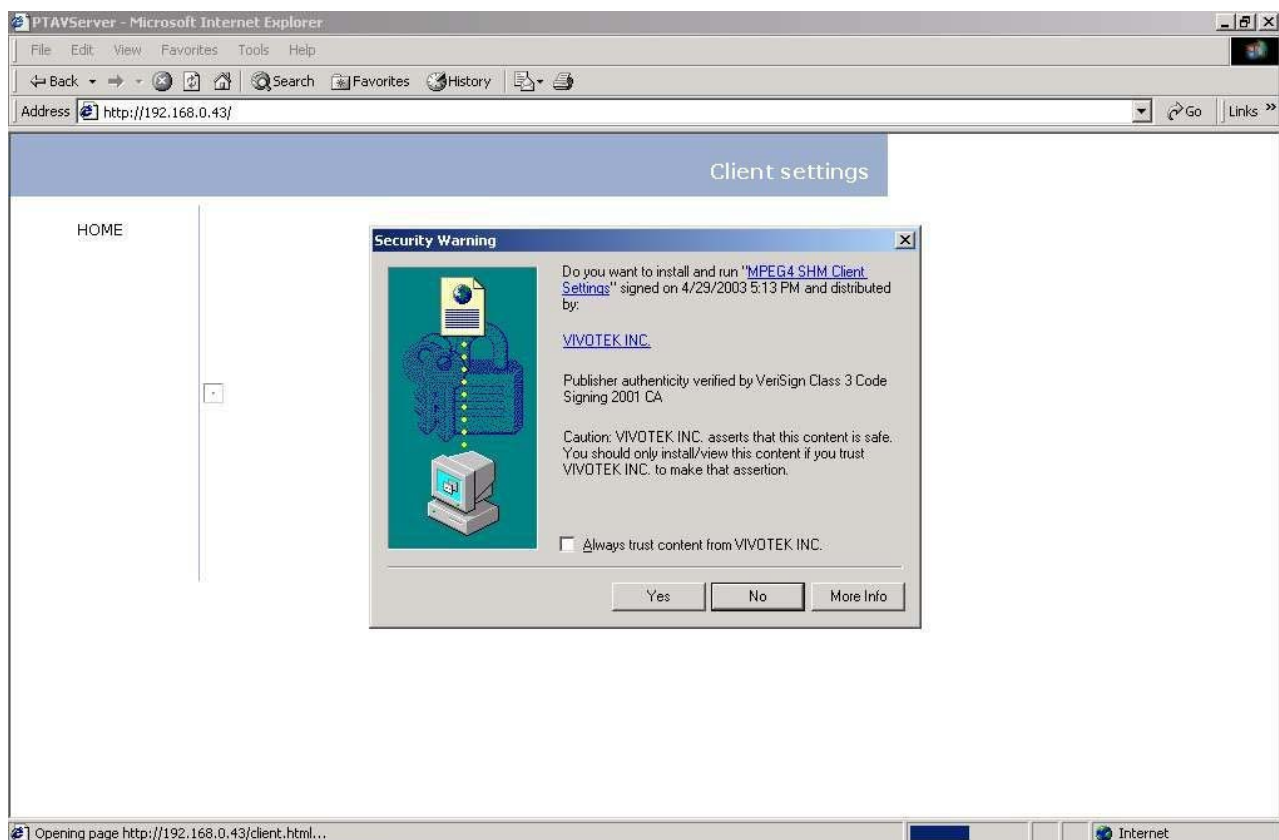 PTAVServer - Microsoft Internet Explorer
File Edit View Favorites Tools Help
Back Search Favorites History
Address http://192.168.0.43/ Go Links »
Client settings
HOME
Security Warning
Do you want to install and run "MPEG4 SHM Client
Settings" signed on 4/29/2003 5:13 PM and distributed
by:
VIVOTEK INC.
Publisher authenticity verified by VeriSign Class 3 Code
Signing 2001 CA
Caution: VIVOTEK INC. asserts that this content is safe.
You should only install/view this content if you trust
VIVOTEK INC. to make that assertion.
Always trust content from VIVOTEK INC.
Yes No More Info
Opening page http://192.168.0.43/client.html... Internet